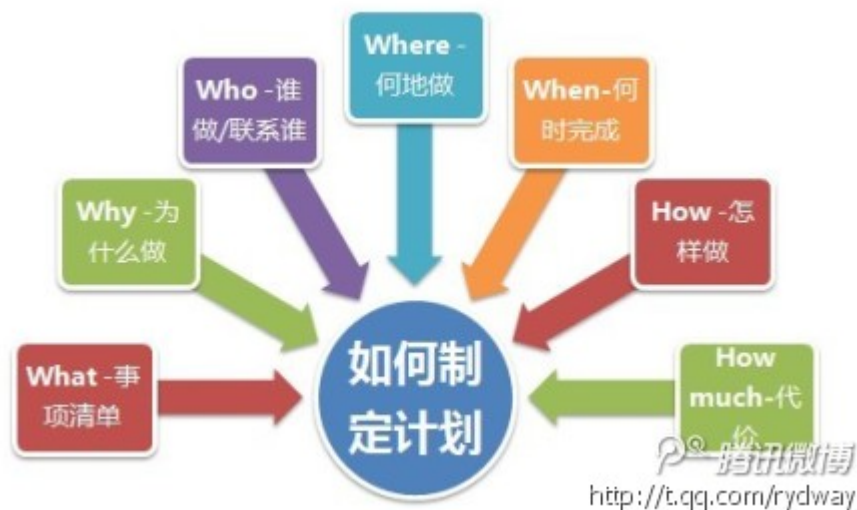 Where -
何地做
Who -谁
做/联系谁
When-何
时完成
Why -为
什么做
How -怎
样做
What -事
项清单
How
much-代
价
如何制
定计划
腾讯微博
http://t.qq.com/rydway